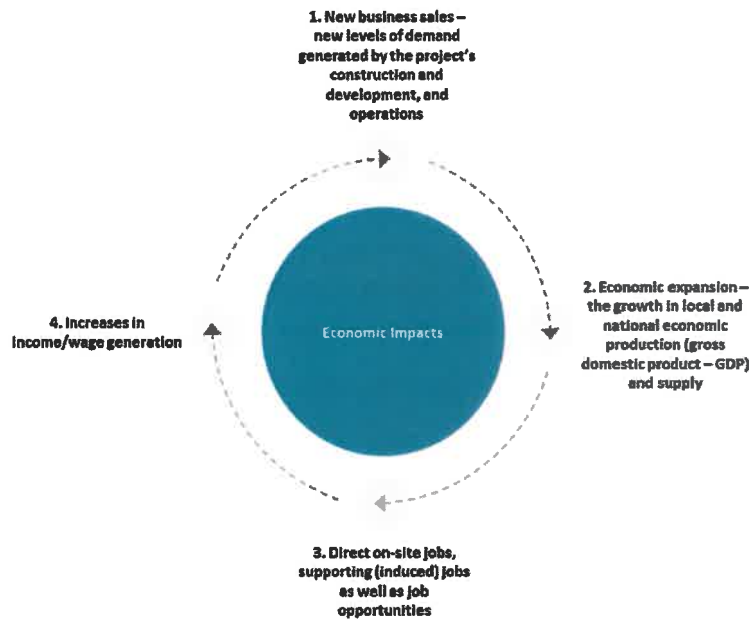 1. New business sales –
new levels of demand
generated by the project's
construction and
development, and
operations
2. Economic expansion –
the growth in local and
national economic
production (gross
domestic product – GDP)
and supply
3. Direct on-site jobs,
supporting (induced) jobs
as well as job
opportunities
4. Increases in
income/wage generation
Economic Impacts